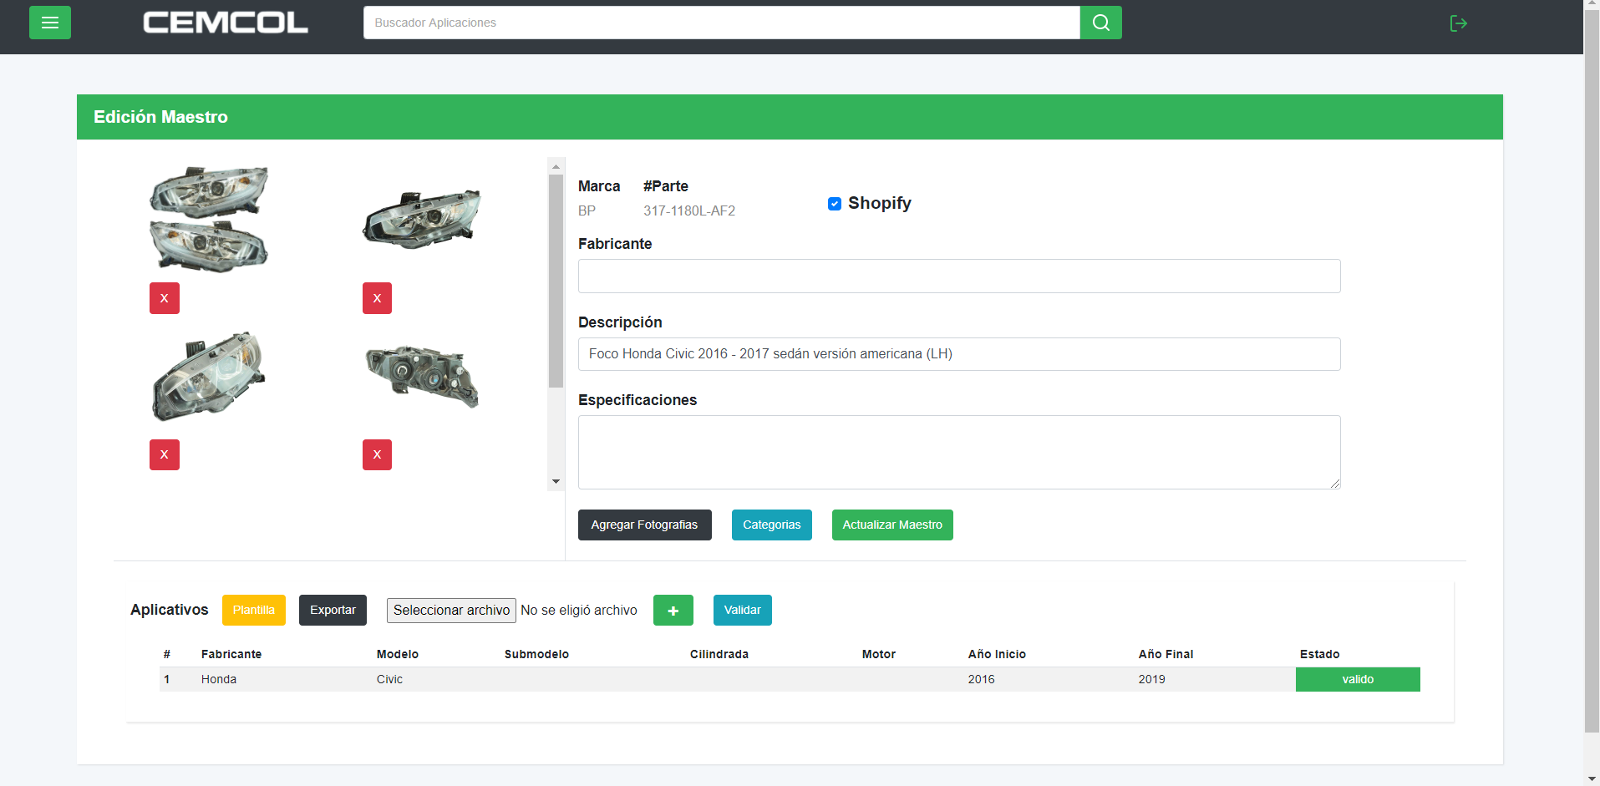 CEMCOL
Buscador Aplicaciones
Edición Maestro
X
X
X
X
Marca #Parte
BP 317-1180L-AF2
Shopify
Fabricante
Descripción
Foco Honda Civic 2016 - 2017 sedán versión americana (LH)
Especificaciones
Agregar Fotografias Categorias Actualizar Maestro
Aplicativos Plantilla Exportar Seleccionar archivo No se eligió archivo + Validar
# Fabricante Modelo Submodelo Cilindrada Motor Año Inicio Año Final Estado
1 Honda Civic 2016 2019 valido